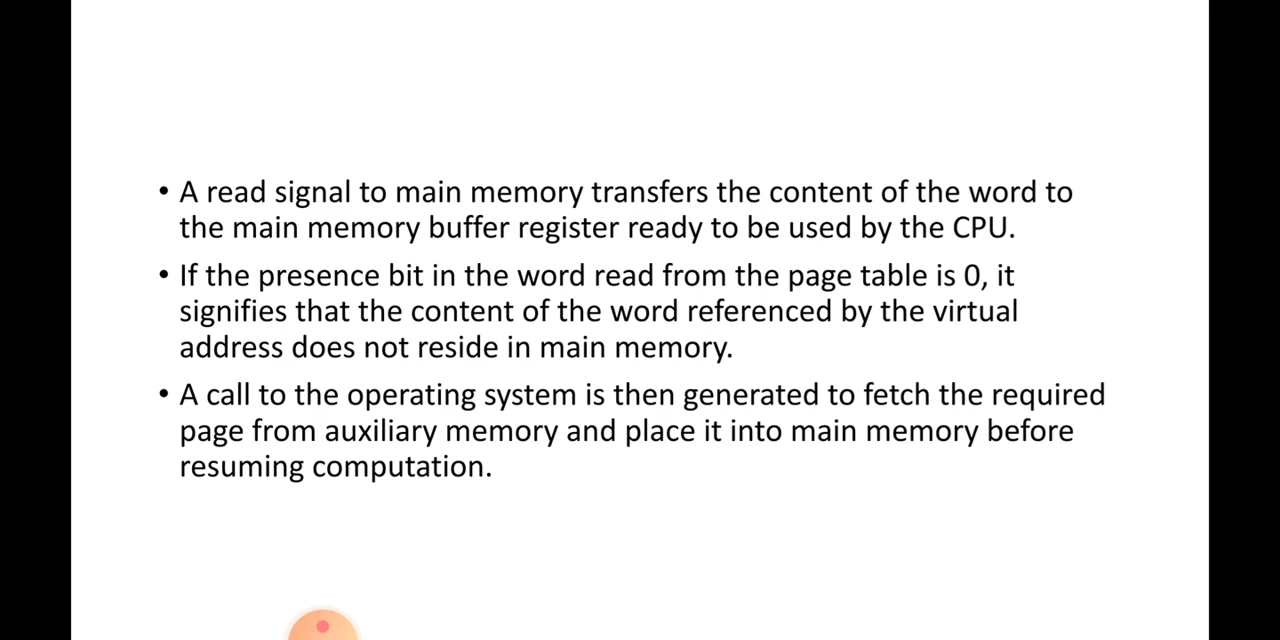 • A read signal to main memory transfers the content of the word to
the main memory buffer register ready to be used by the CPU.
• If the presence bit in the word read from the page table is 0, it
signifies that the content of the word referenced by the virtual
address does not reside in main memory.
• A call to the operating system is then generated to fetch the required
page from auxiliary memory and place it into main memory before
resuming computation.